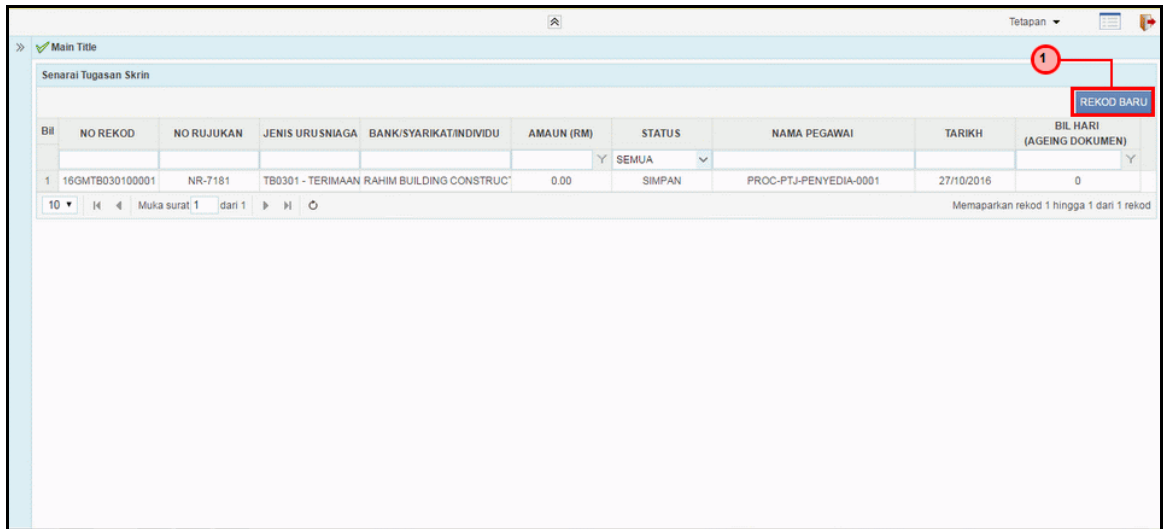 Tetapan
Main Title
1
Senarai Tugasan Skrin
REKOD BARU
Bil NO REKOD NO RUJUKAN JENIS URUSNIAGA BANK/SYARIKAT/INDIVIDU AMAUN (RM) STATUS NAMA PEGAWAI TARIKH BIL HARI
(AGEING DOKUMEN)
SEMUA
1 16GMTB030100001 NR-7181 TB0301 - TERIMAAN RAHIM BUILDING CONSTRUC 0.00 SIMPAN PROC-PTJ-PENYEDIA-0001 27/10/2016 0
10 Muka surat 1 dari 1 Memaparkan rekod 1 hingga 1 dari 1 rekod